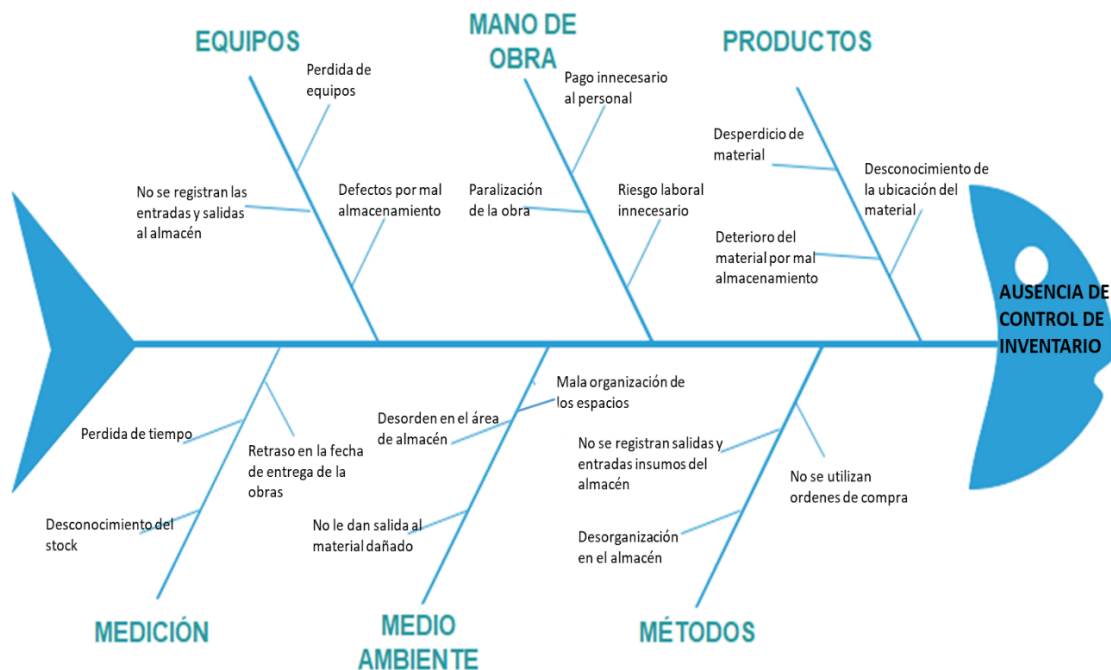 EQUIPOS
Perdida de
equipos
No se registran las
entradas y salidas
al almacén
Defectos por mal
almacenamiento
MANO DE
OBRA
Pago innecesario
al personal
Paralización
de la obra
Riesgo laboral
innecesario
PRODUCTOS
Desperdicio de
material
Desconocimiento de
la ubicación del
material
Deterioro del
material por mal
almacenamiento
AUSENCIA DE
CONTROL DE
INVENTARIO
Perdida de tiempo
Retraso en la fecha
de entrega de la
obras
Desconocimiento del
stock
MEDICIÓN
Mala organización de
los espacios
Desorden en el área
de almacén
No le dan salida al
material dañado
MEDIO
AMBIENTE
No se registran salidas y
entradas insumos del
almacén
No se utilizan
ordenes de compra
Desorganización
en el almacén
MÉTODOS